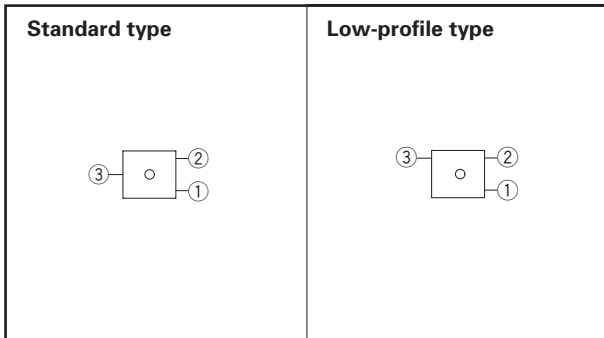 Standard type
Low-profile type
③ ②
①
③ ②
①